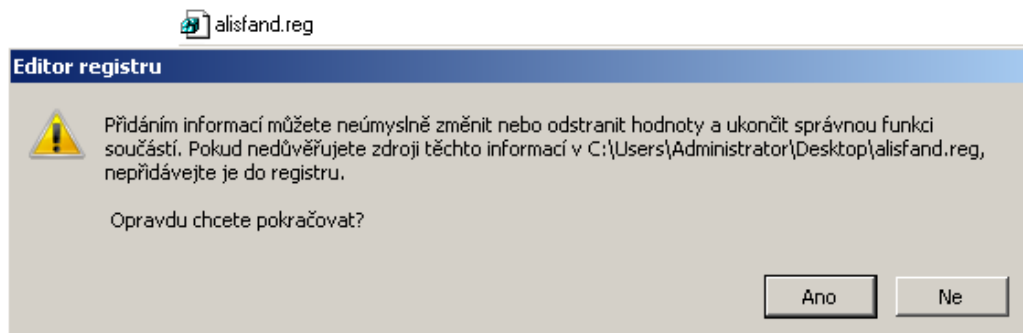 alisfand.reg
Editor registru
Přidáním informací můžete neúmyslně změnit nebo odstranit hodnoty a ukončit správnou funkci
součástí. Pokud nedůvěřujete zdroji těchto informací v C:\Users\Administrator\Desktop\alisfand.reg,
nepřidávejte je do registru.
Opravdu chcete pokračovat?
Ano
Ne